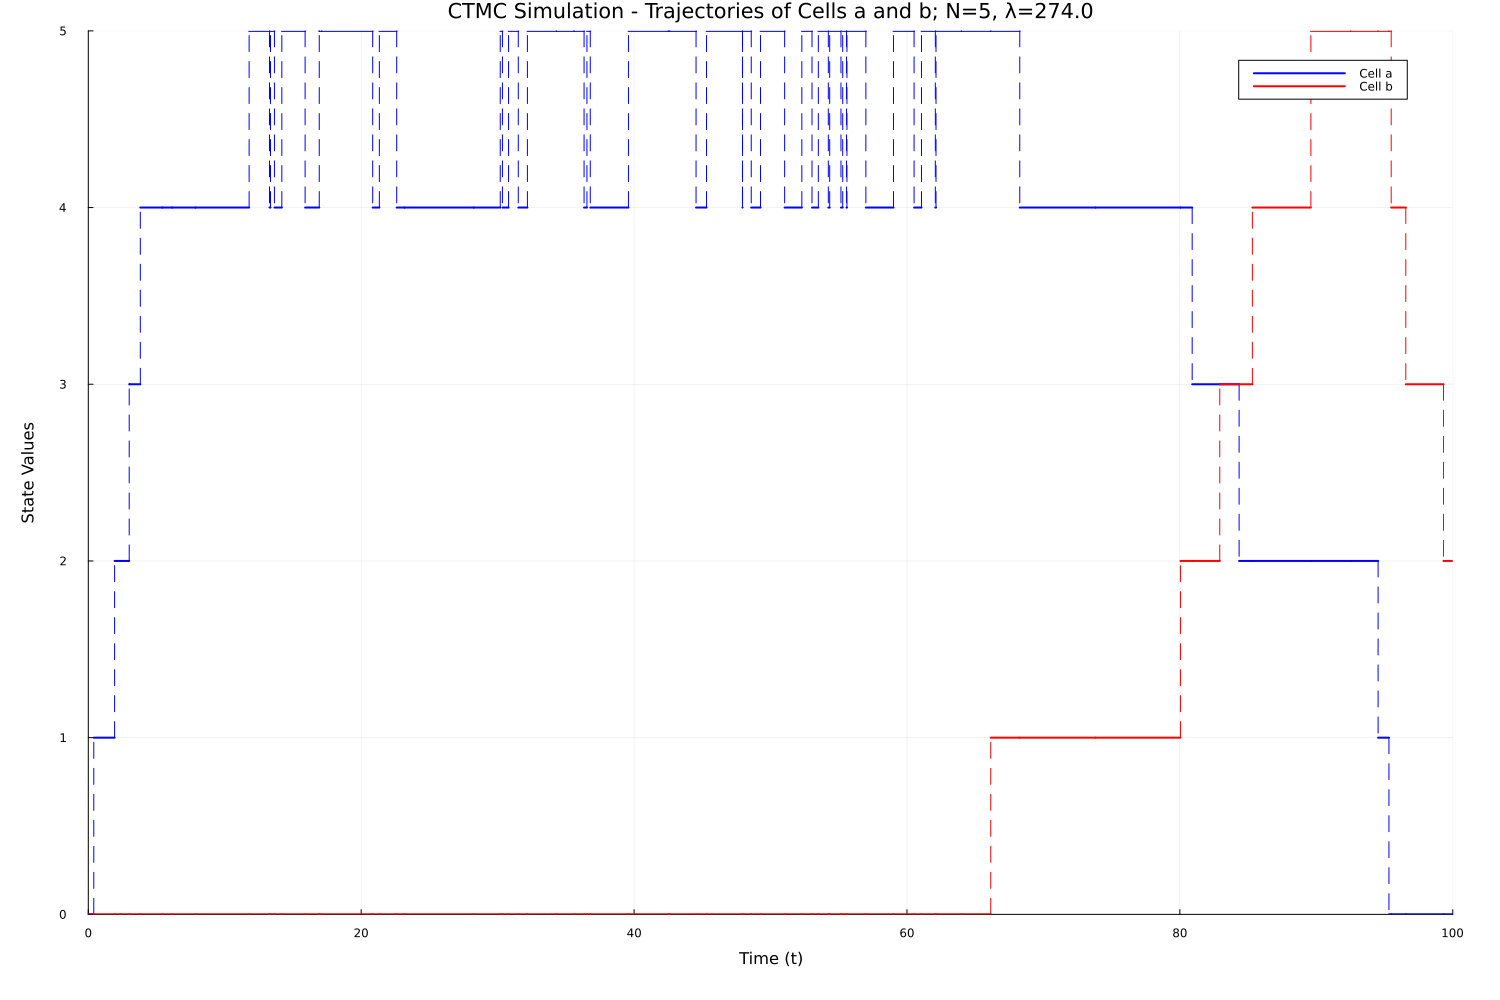 CTMC Simulation - Trajectories of Cells a and b; N=5, λ=274.0
Cell a
Cell b
State Values
5
4
3
2
1
0
0 20 40 60 80 100
Time (t)